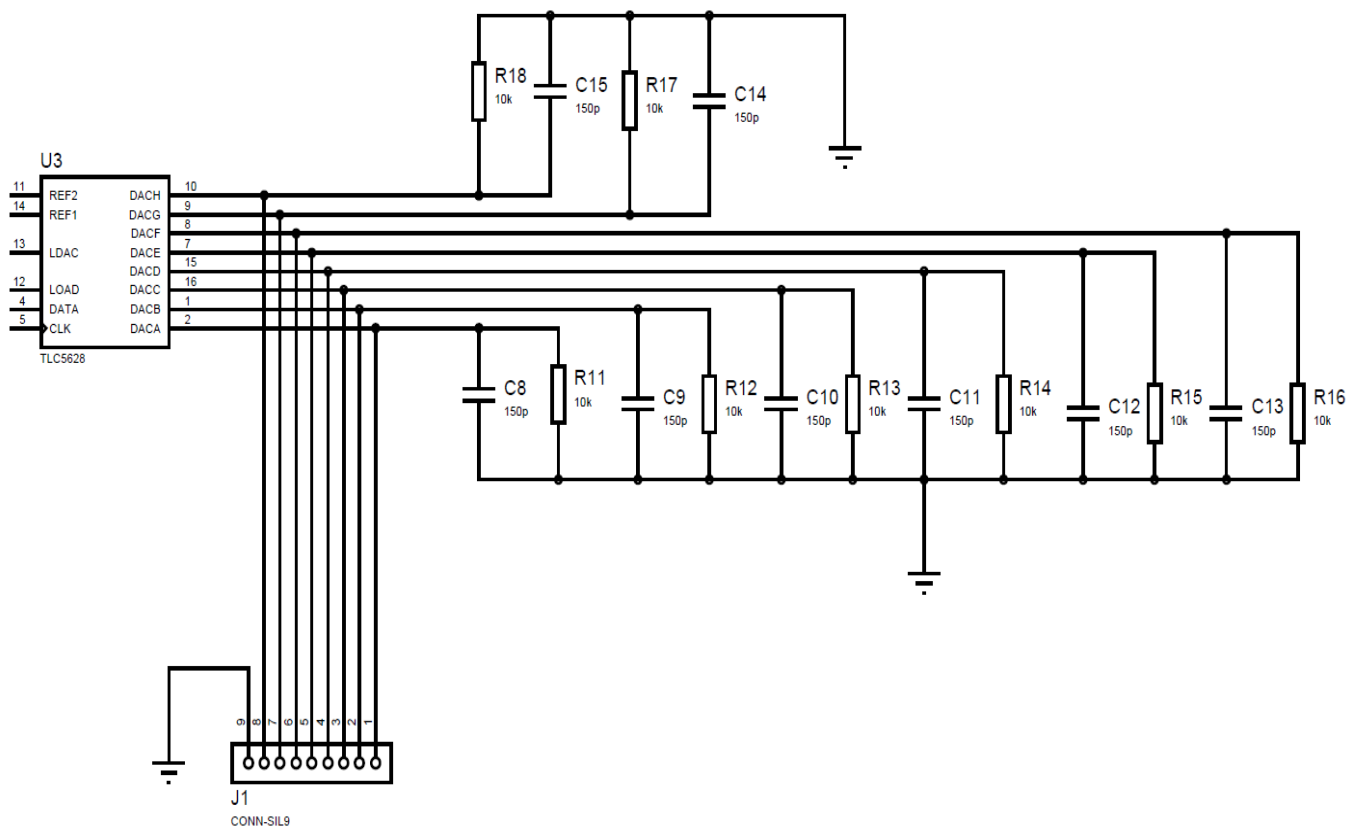 R18
10k
C15
150p
R17
10k
C14
150p
U3
11 REF2 DACH 10
14 REF1 DACG 9
DACF 8
13 LDAC DACE 7
DACD 15
12 LOAD DACC 16
4 DATA DACB 1
5 CLK DACA 2
TLC5628
C8
150p
R11
10k
C9
150p
R12
10k
C10
150p
R13
10k
C11
150p
R14
10k
C12
150p
R15
10k
C13
150p
R16
10k
9 8 7 6 5 4 3 2 1
J1
CONN-SIL9